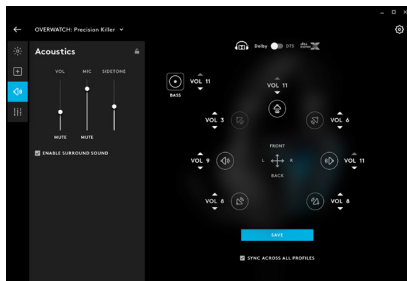 OVERWATCH: Precision Killer
Acoustics
VOL MIC SIDETONE
MUTE MUTE
ENABLE SURROUND SOUND
Dolby DTS
VOL 11
BASS
VOL 11
VOL 3
VOL 6
FRONT
VOL 9
L R
VOL 11
BACK
VOL 8
VOL 8
SAVE
SYNC ACROSS ALL PROFILES